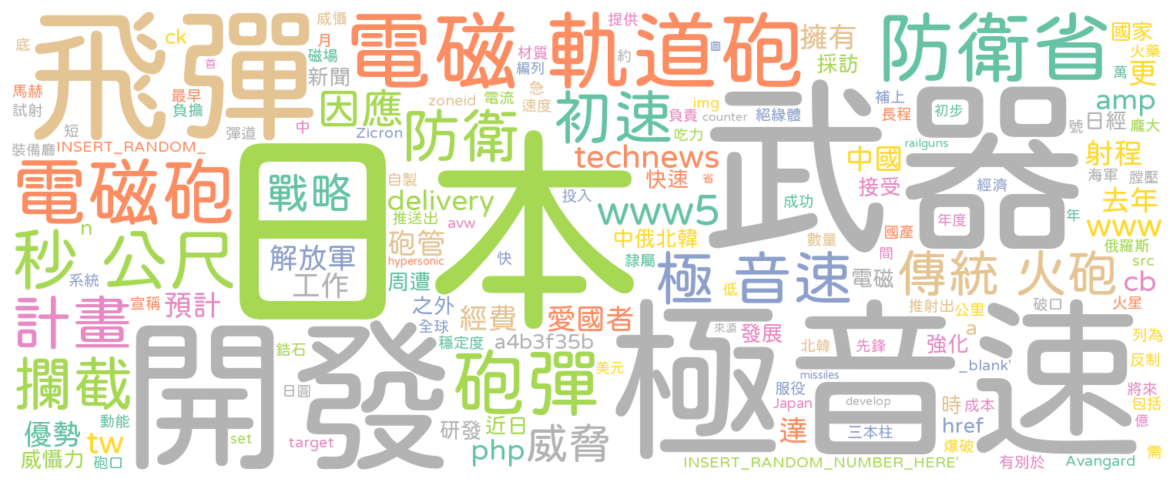 飛彈
電磁 軌道砲
防衛省
威懾
ck
底
月
磁場
新聞
首
馬赫
最早
試射
負擔
短
彈道
中
裝備廳
INSERT_RANDOM_
Zicron
zoneid
電流
因應
防衛
初速
提供
約
圖
材質
編列
急
速度
擁有
採訪
img
counter
負責
絕緣體
吃力
technews
快速
省
國家
火藥
更
萬
補上
長程
初步
amp
號
日經
龐大
railguns
中國
射程
海軍
膛壓
電磁砲
n
秒 公尺
系統
計畫
宣稱
預計
日本
戰略
解放軍
工作
自製
delivery
推送出
avw
砲管
hypersonic
周遭
快
投入
www5
中俄北韓
隸屬
武器
成功
數量
接受
經濟
年度
國產
間
去年
www
年
俄羅斯
src
極 音速
低
電磁
傳統 火砲
cb
推射出
公里
破口
火星
之外
全球
穩定度
經費
愛國者
a4b3f35b
發展
來源
北韓
先鋒
a
強化
_blank'
列為
反制
攔截
開發
鋯石
日圓
砲彈
美元
極音速
missiles
develop
服役
Japan
三本柱
達
時
成本
href
將來
包括
億
優勢
動能
tw
威懾力
砲口
set
target
研發
近日
php
威脅
爆破
需
INSERT_RANDOM_NUMBER_HERE'
有別於
Avangard